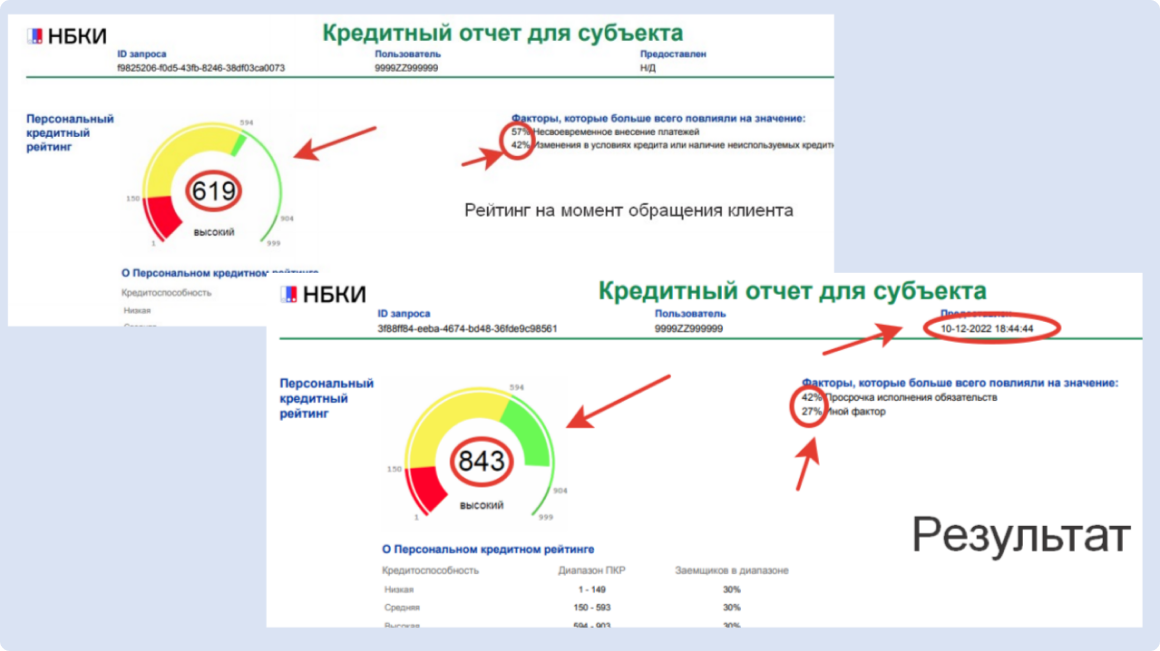 НБКИ
Кредитный отчет для субъекта
ID запроса Пользователь Предоставлен
f9825206-f0d5-43fb-8246-38df03ca0073 9999ZZ999999 Н/Д
Персональный
кредитный
рейтинг
594
150
619
высокий
904
1
999
Факторы, которые больше всего повлияли на значение:
57% Несвоевременное внесение платежей
42% Изменения в условиях кредита или наличие неиспользуемых
Рейтинг на момент обращения клиента
О Персональном кредитном рейтинге
Кредитоспособность
Низкая
НБКИ
Кредитный отчет для субъекта
ID запроса Пользователь
3f88ff84-eeba-4674-bd48-36fde9c98561 9999ZZ999999 10-12-2022 18:44:44
Персональный
кредитный
рейтинг
594
150
843
высокий
904
1
999
Факторы, которые больше всего повлияли на значение:
42% Просрочка исполнения обязательств
27% Иной фактор
Результат
О Персональном кредитном рейтинге
Кредитоспособность Диапазон ПКР Заемщиков в диапазоне
Низкая 1 - 149 30%
Средняя 150 - 593 30%
Высокая 594 - 903 30%